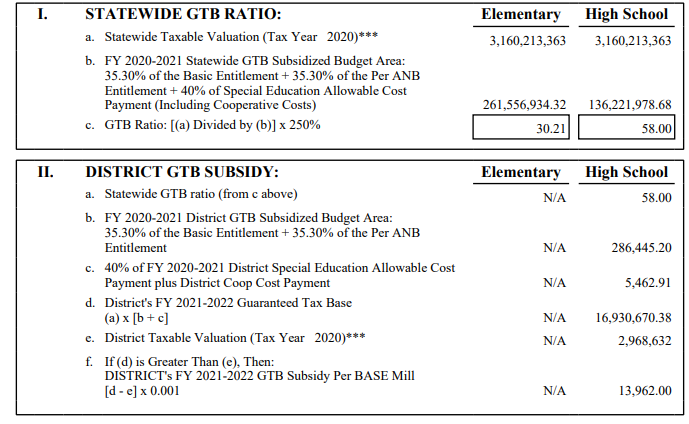 I. STATEWIDE GTB RATIO: Elementary High School
a. Statewide Taxable Valuation (Tax Year 2020)*** 3,160,213,363 3,160,213,363
b. FY 2020-2021 Statewide GTB Subsidized Budget Area:
35.30% of the Basic Entitlement + 35.30% of the Per ANB
Entitlement + 40% of Special Education Allowable Cost
Payment (Including Cooperative Costs) 261,556,934.32 136,221,978.68
c. GTB Ratio: [(a) Divided by (b)] x 250% 30.21 58.00
II. DISTRICT GTB SUBSIDY: Elementary High School
a. Statewide GTB ratio (from c above) N/A 58.00
b. FY 2020-2021 District GTB Subsidized Budget Area:
35.30% of the Basic Entitlement + 35.30% of the Per ANB
Entitlement N/A 286,445.20
c. 40% of FY 2020-2021 District Special Education Allowable Cost
Payment plus District Coop Cost Payment N/A 5,462.91
d. District's FY 2021-2022 Guaranteed Tax Base
(a) x [b + c] N/A 16,930,670.38
e. District Taxable Valuation (Tax Year 2020)*** N/A 2,968,632
f. If (d) is Greater Than (e), Then:
DISTRICT's FY 2021-2022 GTB Subsidy Per BASE Mill
[d - e] x 0.001 N/A 13,962.00